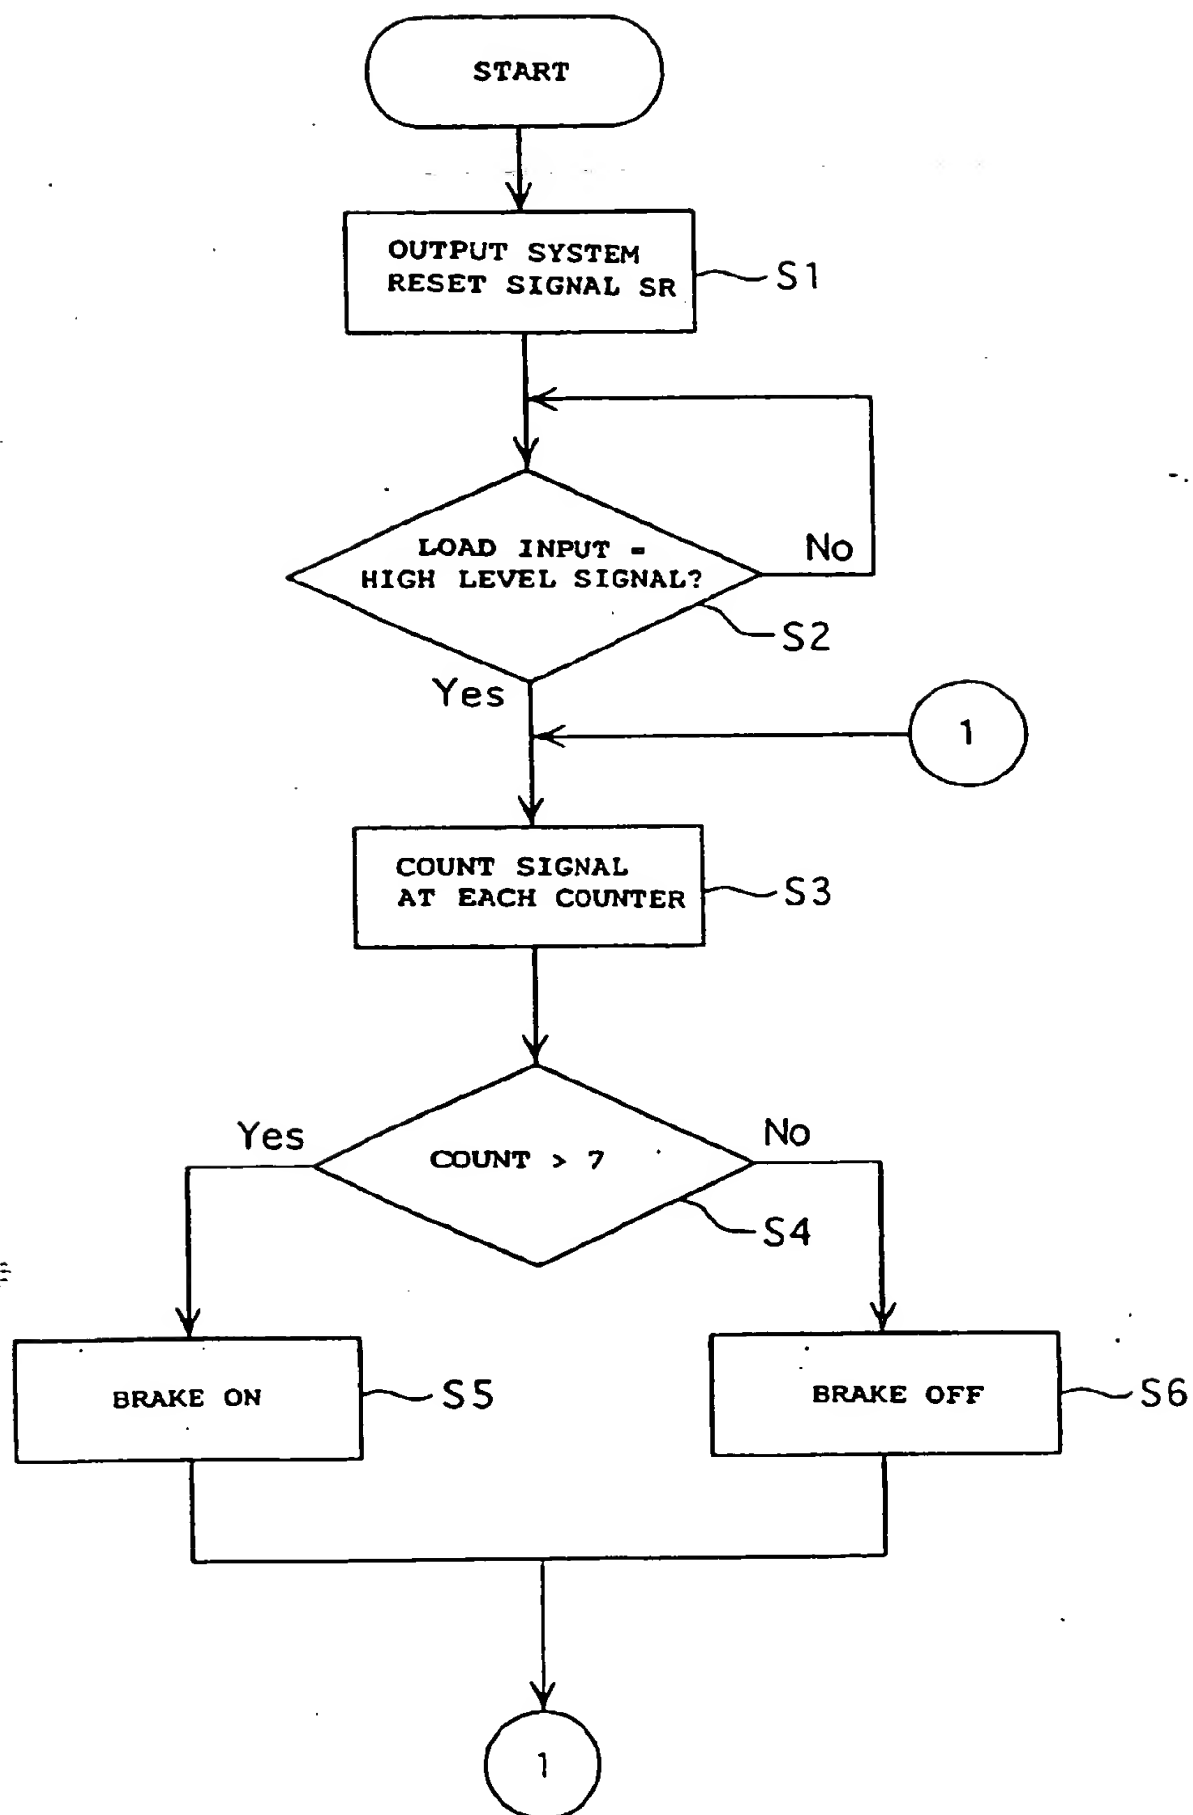 START
OUTPUT SYSTEM
RESET SIGNAL SR
S1
LOAD INPUT =
HIGH LEVEL SIGNAL?
No
S2
Yes
1
COUNT SIGNAL
AT EACH COUNTER
S3
Yes
COUNT > 7
No
S4
BRAKE ON
S5
BRAKE OFF
S6
1